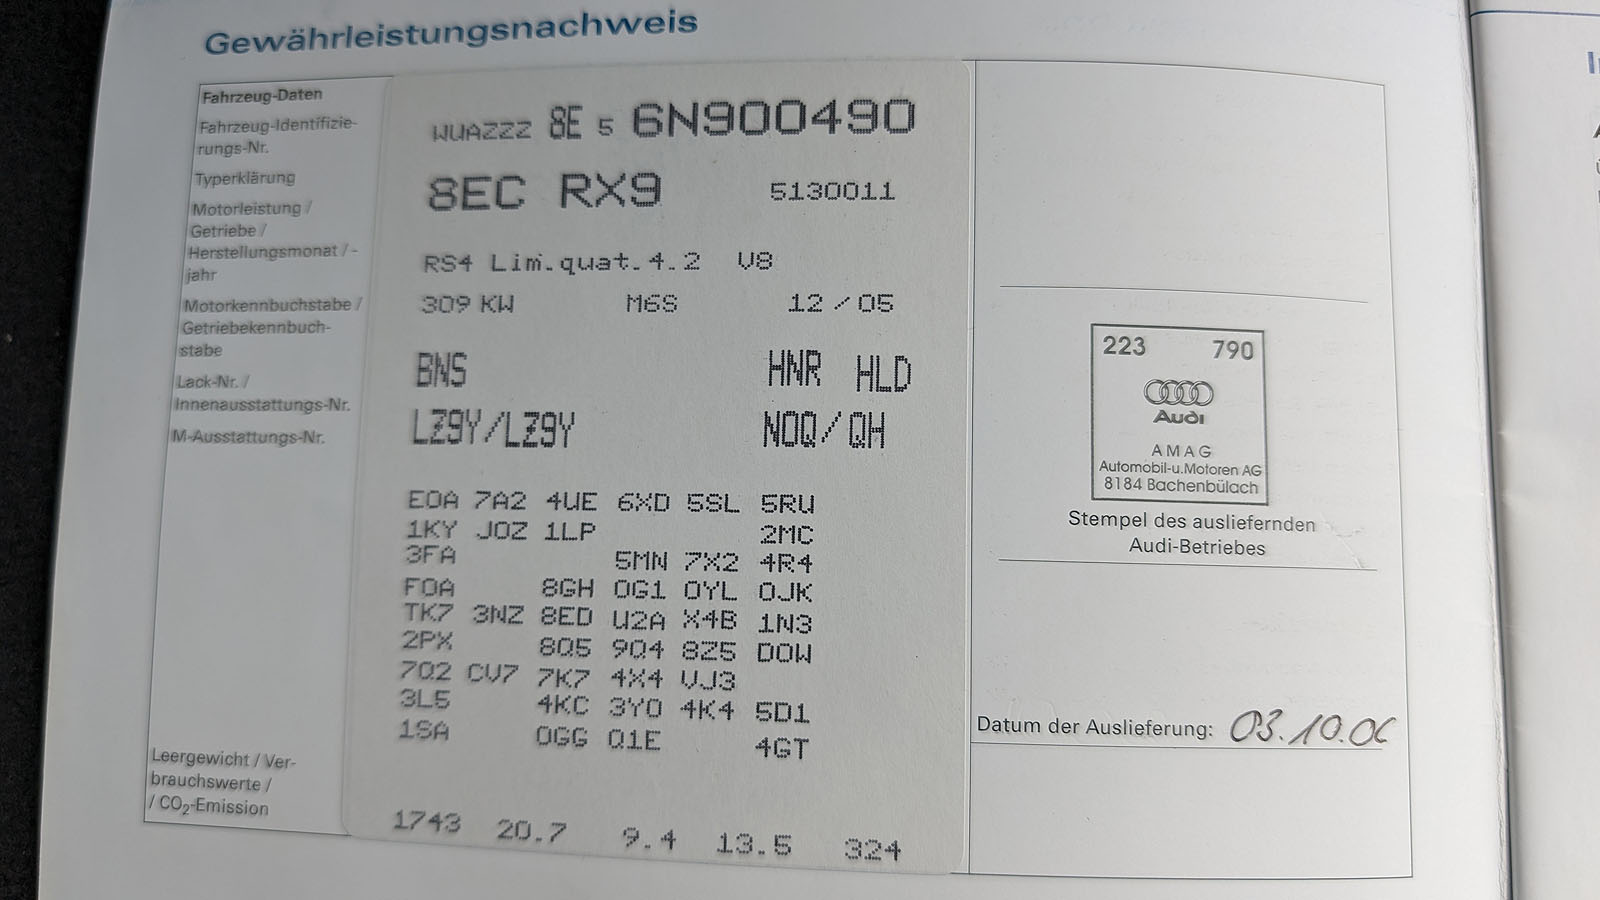 Gewährleistungsnachweis
Fahrzeug-Daten
Fahrzeug-Identifizie-
rungs-Nr.
Typerklärung
Motorleistung /
Getriebe /
Herstellungsmonat / -
jahr
Motorkennbuchstabe /
Getriebekennbuch-
stabe
Lack-Nr. /
Innenausstattungs-Nr.
M-Ausstattungs-Nr.
Leergewicht / Ver-
brauchswerte /
/ CO2-Emission
WUAZZZ 8E 5 6N900490
8EC RX9 5130011
RS4 Lim.quat.4.2 V8
309 KW M6S 12 / 05
BNS HNR HLD
LZ9Y/LZ9Y N0Q/QH
E0A 7A2 4UE 6XD 5SL 5RU
1KY J0Z 1LP 2MC
3FA 5MN 7X2 4R4
F0A 8GH 0G1 0YL 0JK
TK7 3NZ 8ED U2A X4B 1N3
2PX 8Q5 9Q4 8Z5 D0W
7Q2 CV7 7K7 4X4 VJ3
3L5 4KC 3Y0 4K4 5D1
1SA 0GG Q1E 4GT
1743 20.7 9.4 13.5 324
223 790
Audi
AMAG
Automobil-u.Motoren AG
8184 Bachenbülach
Stempel des ausliefernden
Audi-Betriebes
Datum der Auslieferung: 03.10.06